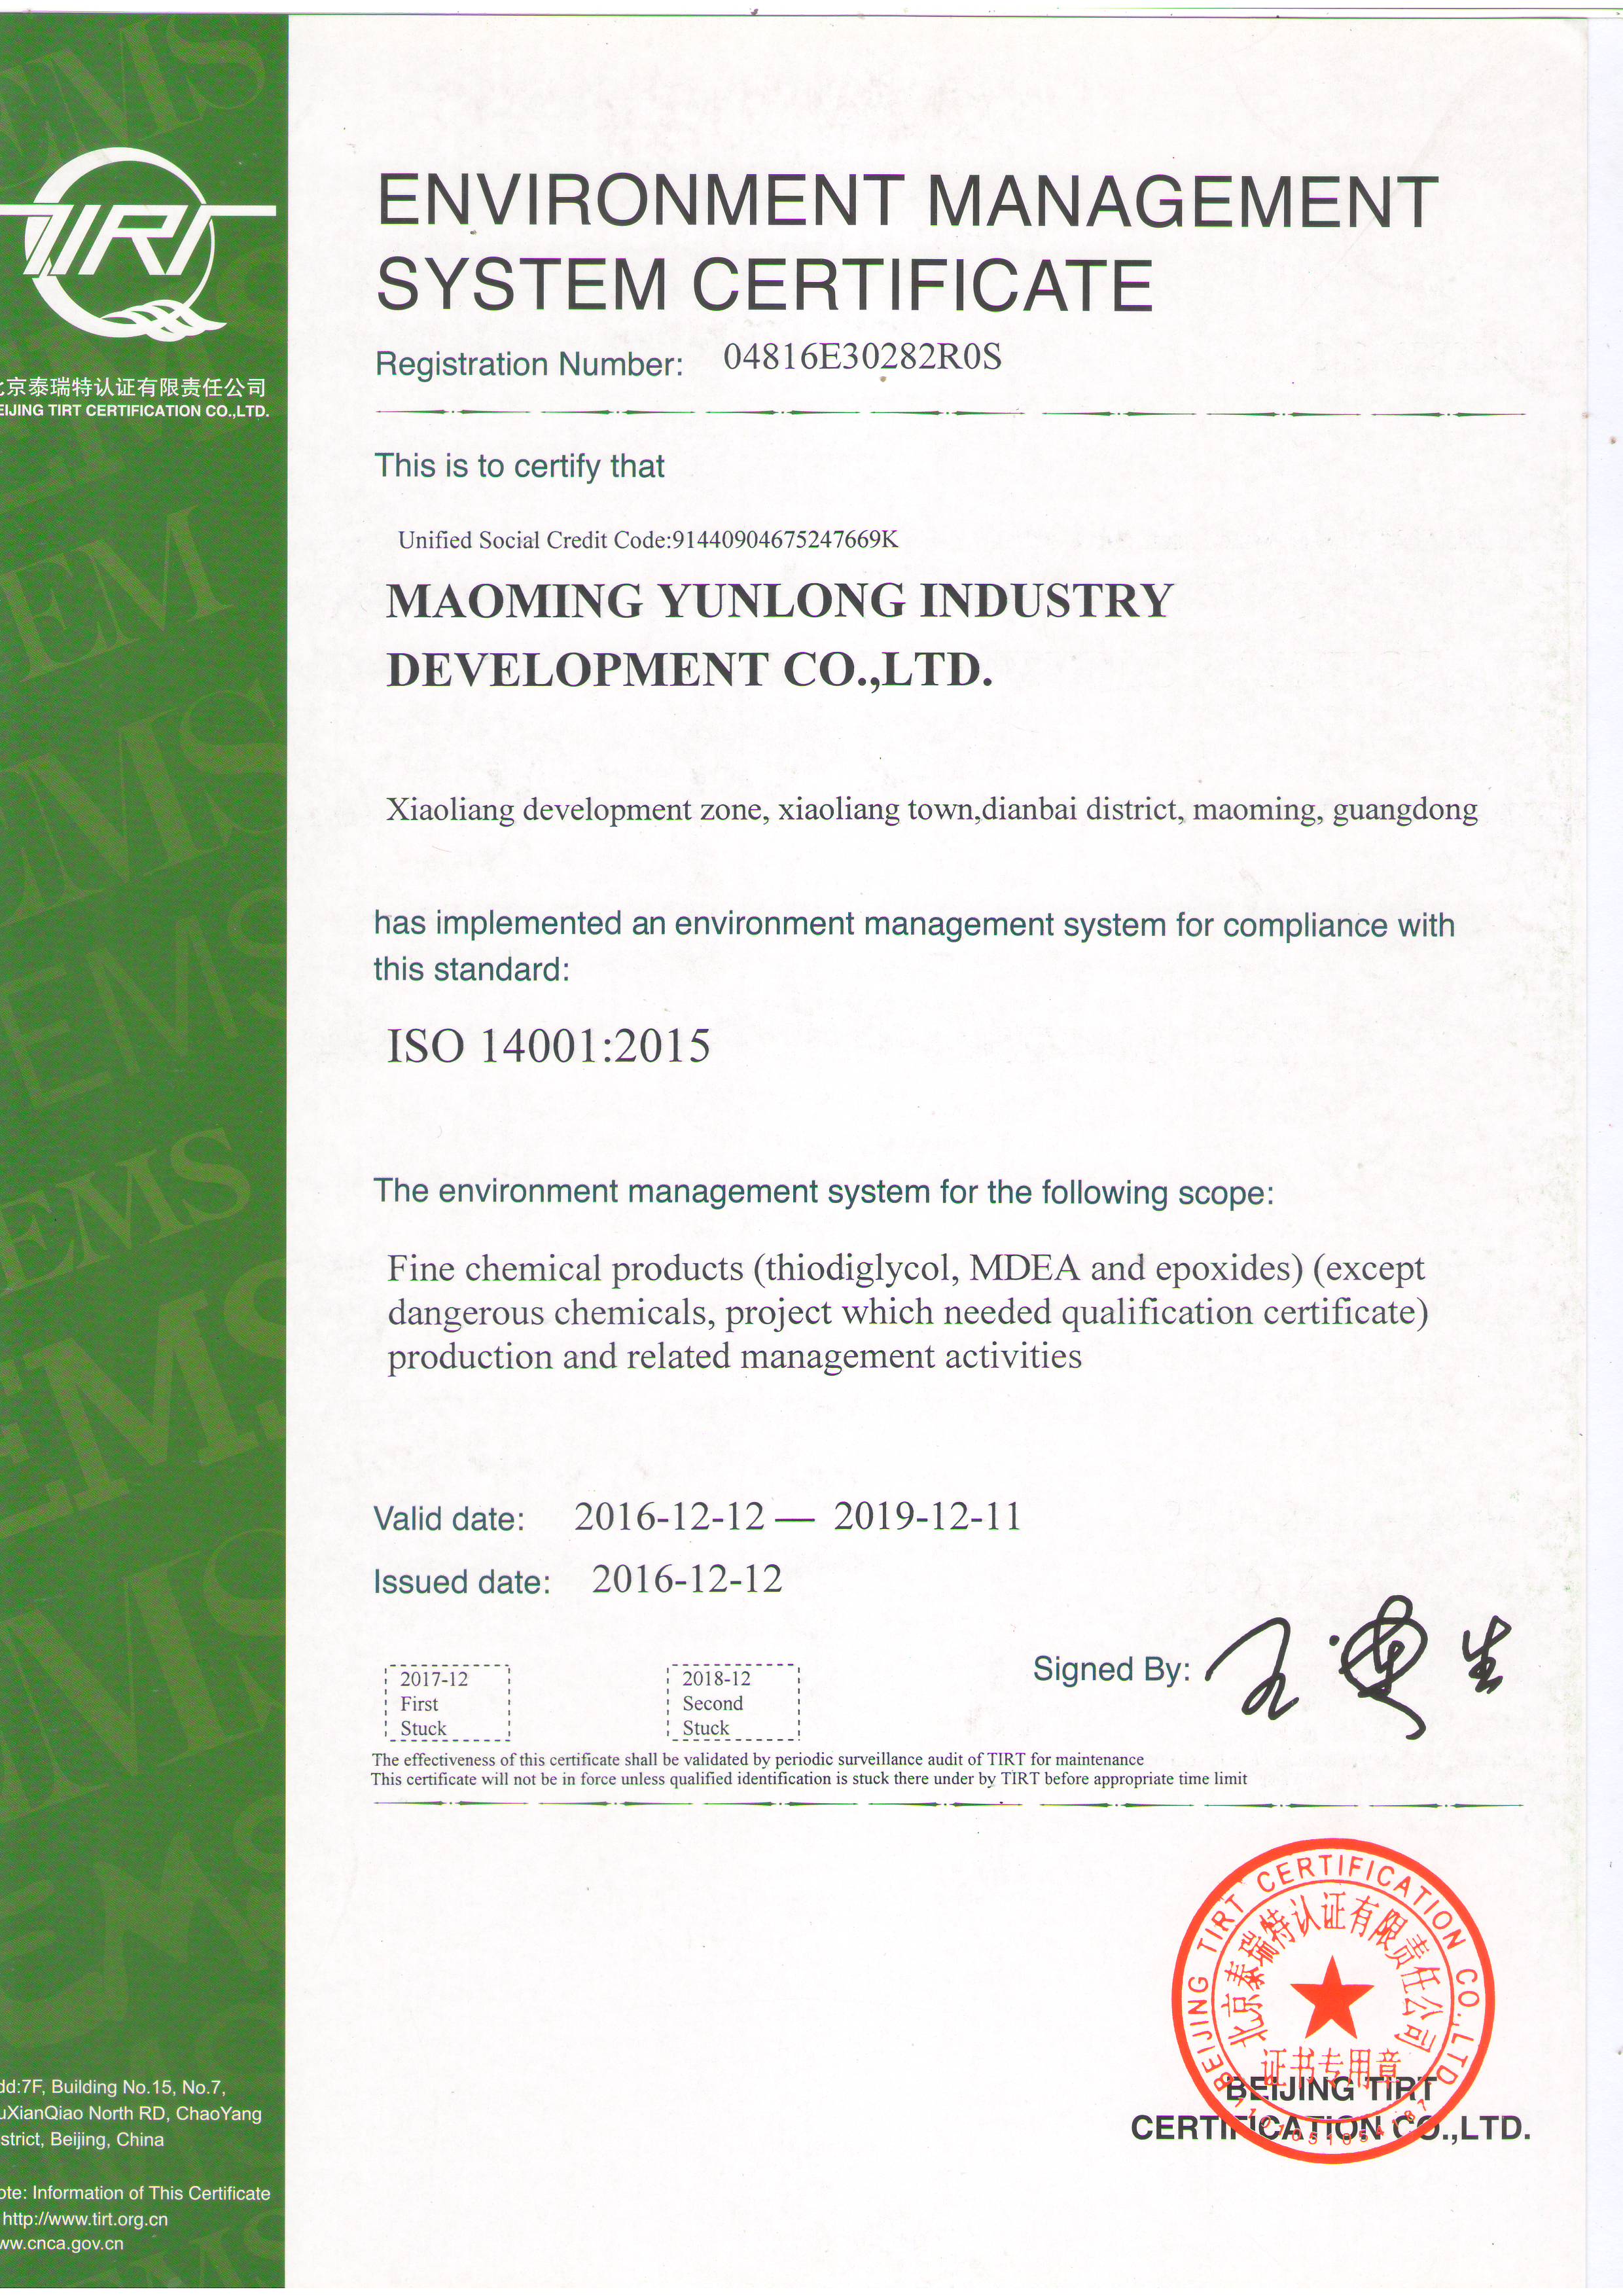 TIRT
京泰瑞特认证有限责任公司
EIJING TIRT CERTIFICATION CO.,LTD.
ENVIRONMENT MANAGEMENT
SYSTEM CERTIFICATE
Registration Number: 04816E30282R0S
This is to certify that
Unified Social Credit Code:91440904675247669K
MAOMING YUNLONG INDUSTRY
DEVELOPMENT CO.,LTD.
Xiaoliang development zone, xiaoliang town,dianbai district, maoming, guangdong
has implemented an environment management system for compliance with
this standard:
ISO 14001:2015
The environment management system for the following scope:
Fine chemical products (thiodiglycol, MDEA and epoxides) (except
dangerous chemicals, project which needed qualification certificate)
production and related management activities
Valid date: 2016-12-12 — 2019-12-11
Issued date: 2016-12-12
Signed By:
2017-12
First
Stuck
2018-12
Second
Stuck
The effectiveness of this certificate shall be validated by periodic surveillance audit of TIRT for maintenance
This certificate will not be in force unless qualified identification is stuck there under by TIRT before appropriate time limit
BEIJING TIRT CERTIFICATION CO.,LTD
北京泰瑞特认证有限责任公司
证书专用章
BEIJING TIRT
CERTIFICATION CO.,LTD.
dd:7F, Building No.15, No.7,
uXianQiao North RD, ChaoYang
strict, Beijing, China
ote: Information of This Certificate
http://www.tirt.org.cn
ww.cnca.gov.cn
EMS
EMS
EM
EMS
EMS
EMS
EMS
EMS